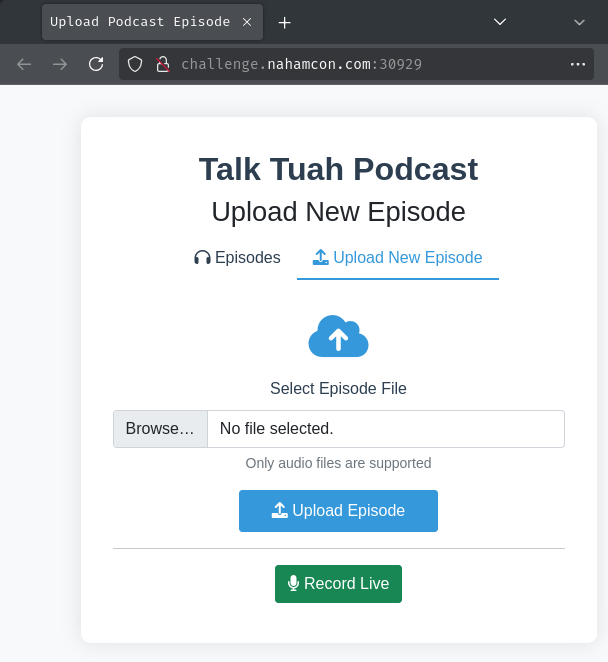 Upload Podcast Episode
challenge.nahamcon.com:30929
Talk Tuah Podcast
Upload New Episode
Episodes Upload New Episode
Select Episode File
Browse… No file selected.
Only audio files are supported
Upload Episode
Record Live